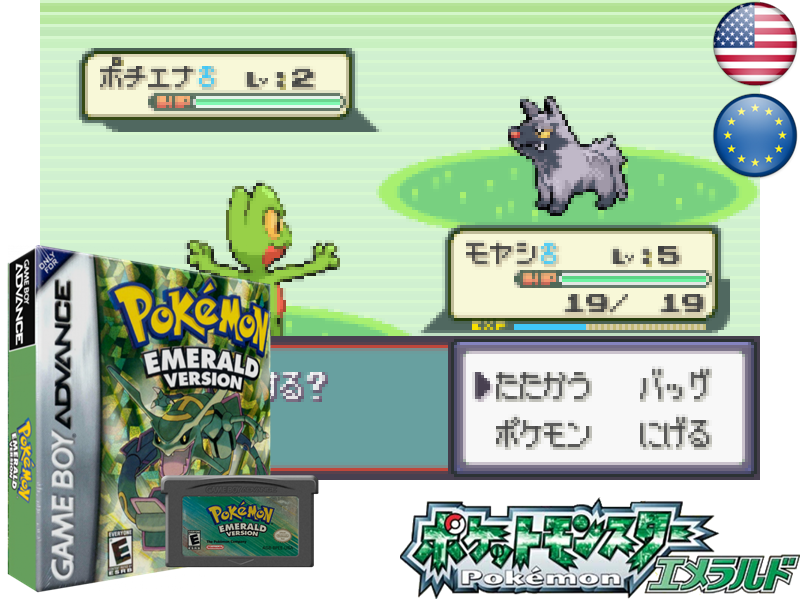 ポチエナ♂ Lv:2
HP
モヤシ♂ Lv:5
HP
19/ 19
EXP
ける?
▶たたかう バッグ
ポケモン にげる
ONLY FOR
GAME BOY ADVANCE
GAME BOY ADVANCE
POKéMON
EMERALD
VERSION
POKéMON
EMERALD
VERSION
EVERYONE
E
ESRB
POKéMON
EMERALD
VERSION
E
Nintendo
ポケットモンスター
Pokémon
エメラルド